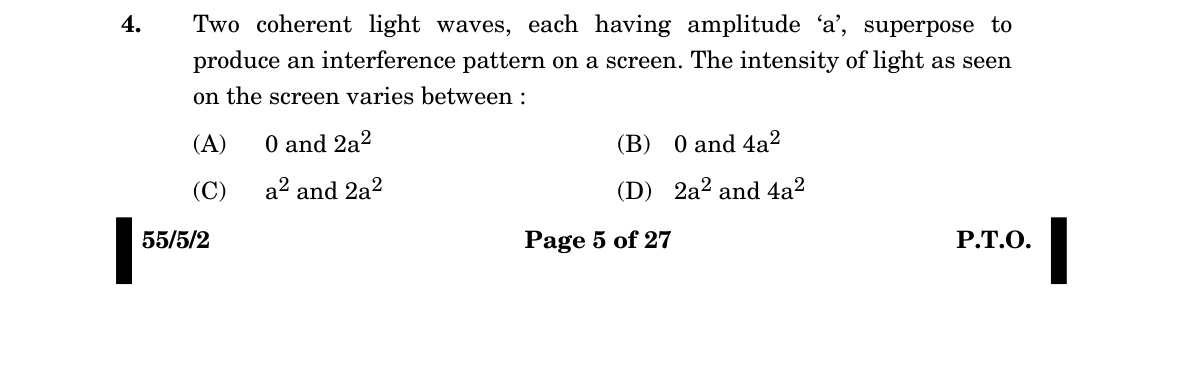 4. Two coherent light waves, each having amplitude ‘a’, superpose to
produce an interference pattern on a screen. The intensity of light as seen
on the screen varies between :
(A) 0 and 2a² (B) 0 and 4a²
(C) a² and 2a² (D) 2a² and 4a²
55/5/2 Page 5 of 27 P.T.O.